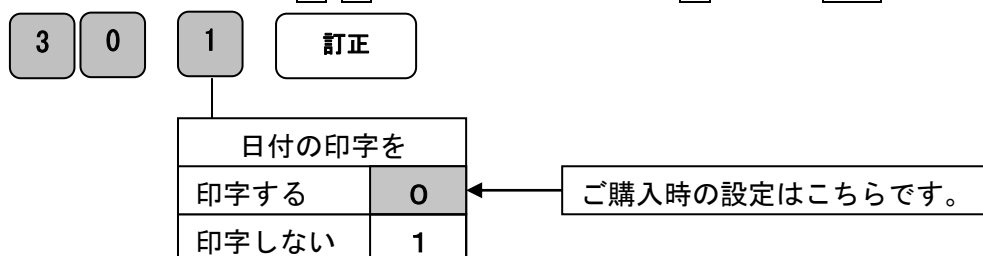 3 0 1 訂正
日付の印字を
印字する 0 ご購入時の設定はこちらです。
印字しない 1